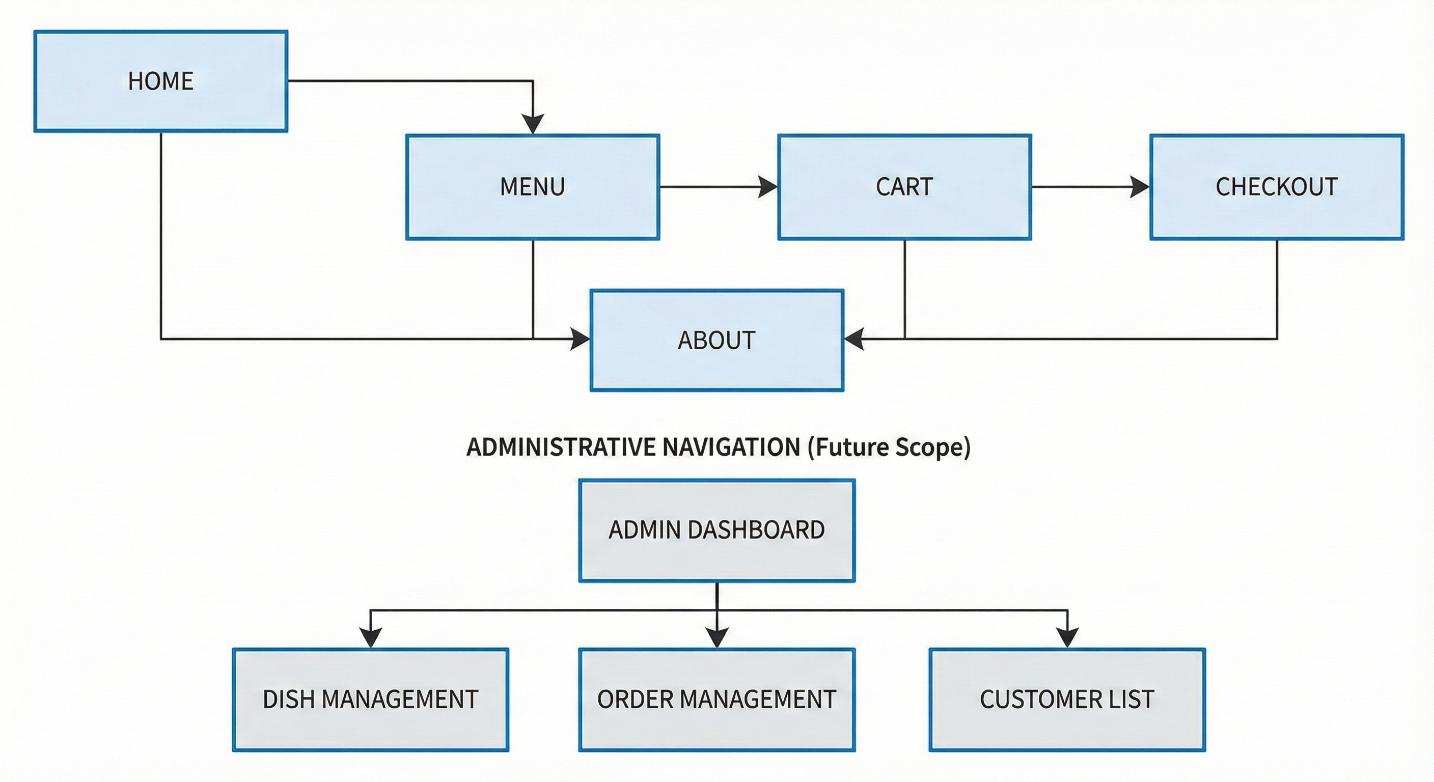 HOME
MENU
CART
CHECKOUT
ABOUT
ADMINISTRATIVE NAVIGATION (Future Scope)
ADMIN DASHBOARD
DISH MANAGEMENT
ORDER MANAGEMENT
CUSTOMER LIST